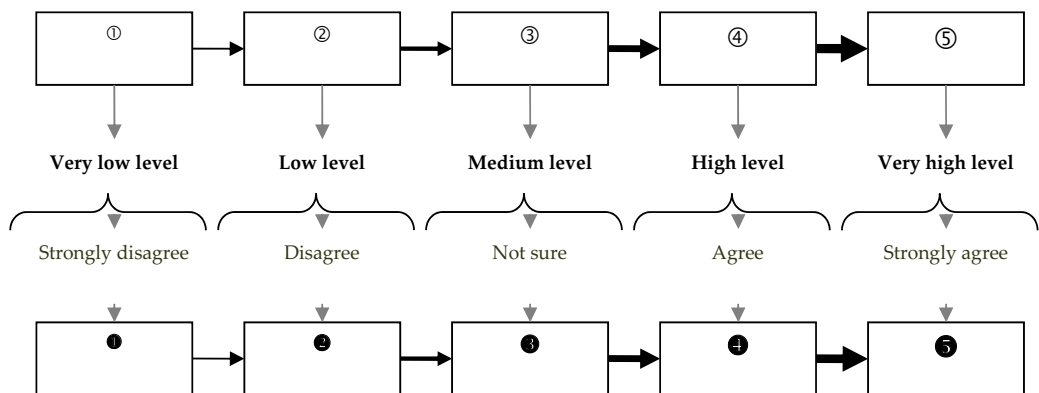 ① ② ③ ④ ⑤
Very low level Low level Medium level High level Very high level
Strongly disagree Disagree Not sure Agree Strongly agree
❶ ❷ ❸ ❹ ❺